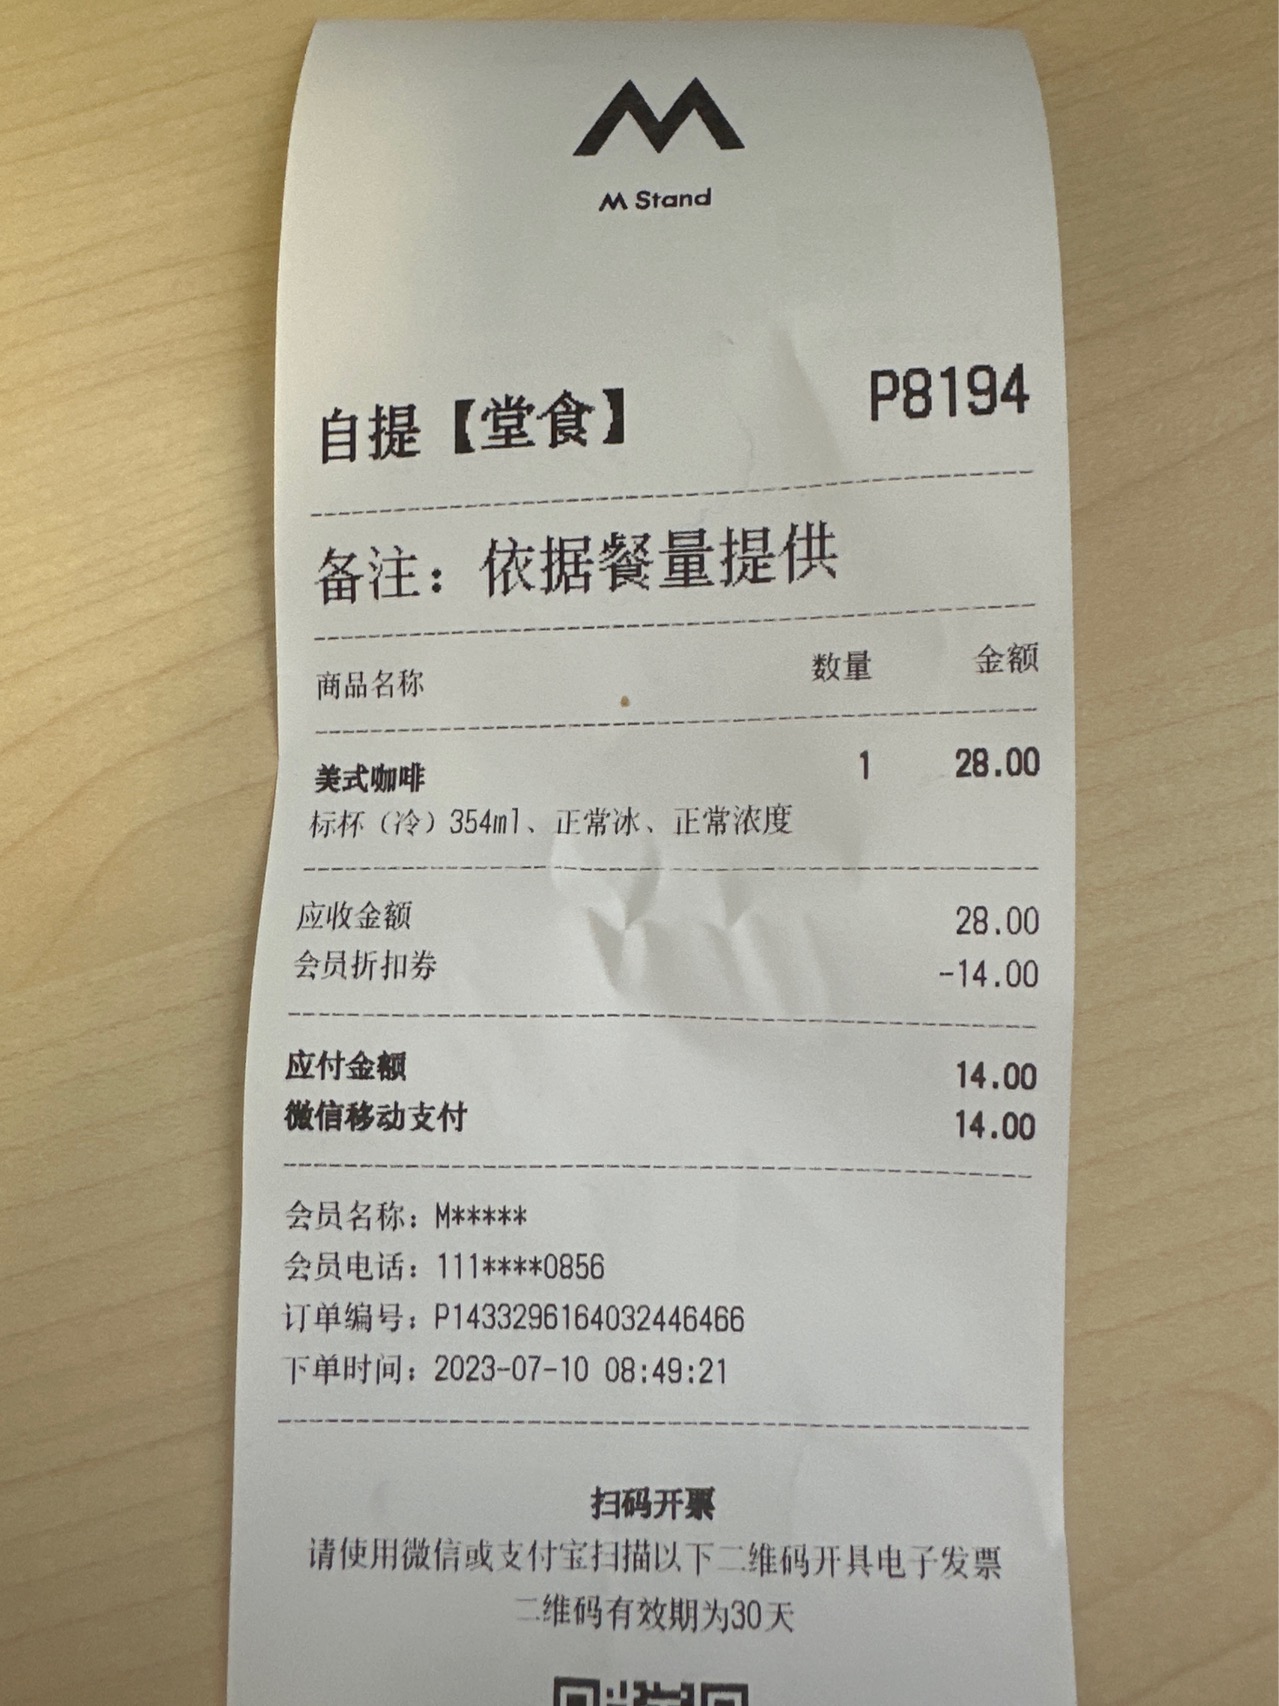 M Stand
自提【堂食】 P8194
备注：依据餐量提供
商品名称 数量 金额
美式咖啡 1 28.00
标杯（冷）354ml、正常冰、正常浓度
应收金额 28.00
会员折扣券 -14.00
应付金额 14.00
微信移动支付 14.00
会员名称：M*****
会员电话：111****0856
订单编号：P1433296164032446466
下单时间：2023-07-10 08:49:21
扫码开票
请使用微信或支付宝扫描以下二维码开具电子发票
二维码有效期为30天